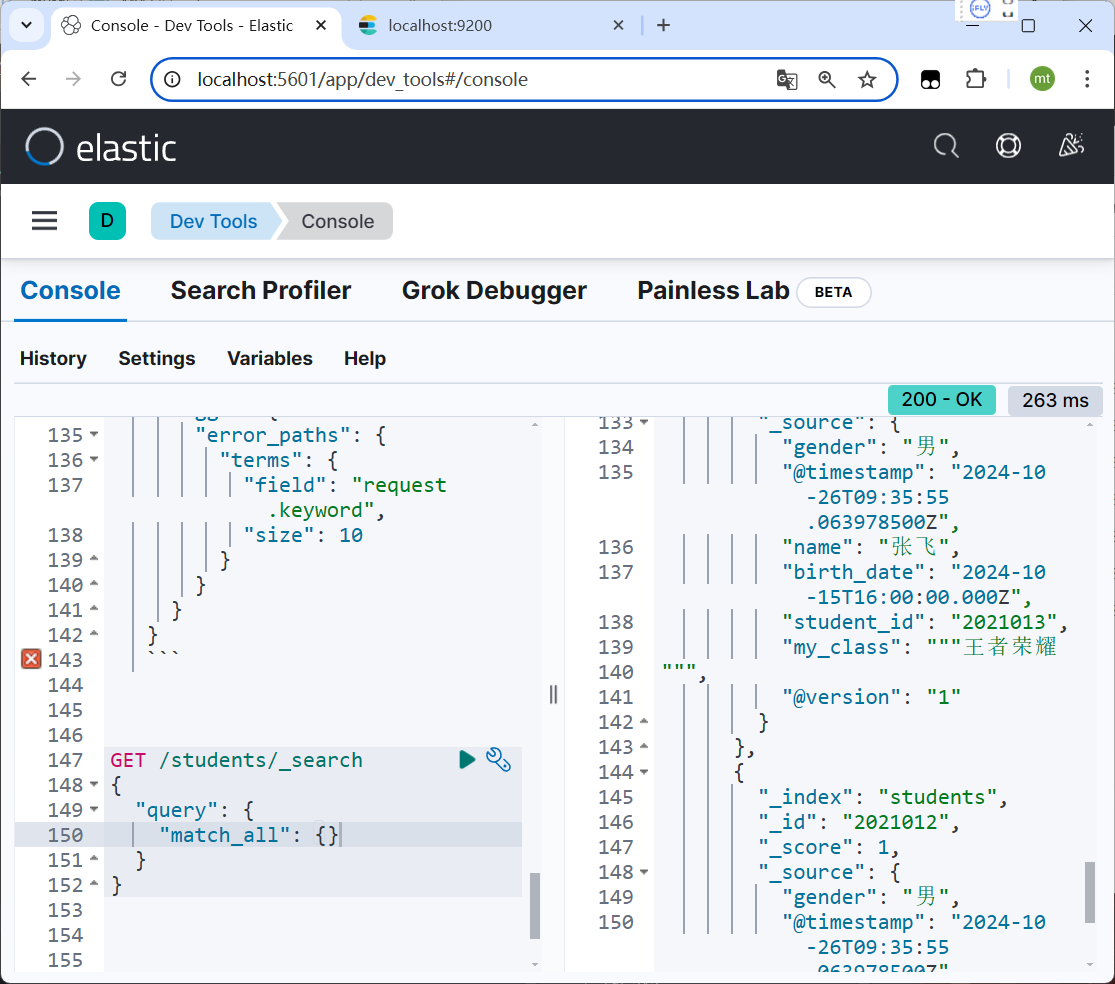 Console - Dev Tools - Elastic
localhost:9200
localhost:5601/app/dev_tools#/console
mt
elastic
D
Dev Tools
Console
Console
Search Profiler
Grok Debugger
Painless Lab
BETA
History
Settings
Variables
Help
200 - OK
263 ms
135
"error_paths": {
136
"terms": {
137
"field": "request
.keyword",
138
"size": 10
139
}
140
}
141
}
142
}
143
```
144
145
146
147
GET /students/_search
148
{
149
"query": {
150
"match_all": {}
151
}
152
}
153
154
155
133
"_source": {
134
"gender": "男",
135
"@timestamp": "2024-10
-26T09:35:55
.063978500Z",
136
"name": "张飞",
137
"birth_date": "2024-10
-15T16:00:00.000Z",
138
"student_id": "2021013",
139
"my_class": """王者荣耀
140
""",
141
"@version": "1"
142
}
143
},
144
{
145
"_index": "students",
146
"_id": "2021012",
147
"_score": 1,
148
"_source": {
149
"gender": "男",
150
"@timestamp": "2024-10
-26T09:35:55
.063978500Z"